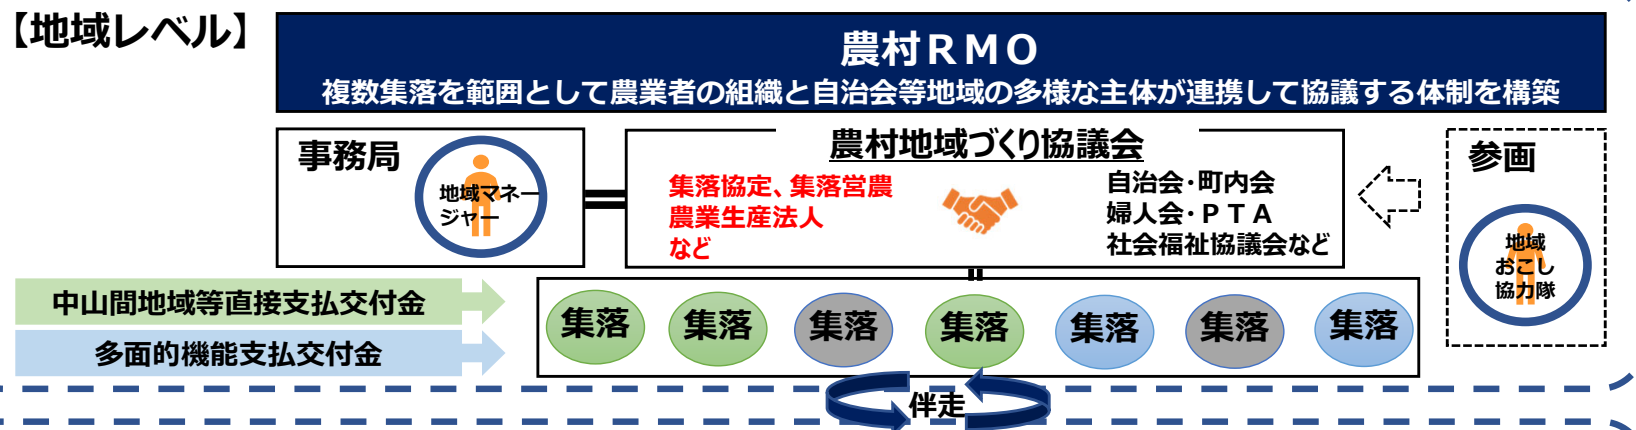 【地域レベル】
農村ＲＭＯ
複数集落を範囲として農業者の組織と自治会等地域の多様な主体が連携して協議する体制を構築
事務局
地域マネー
ジャー
農村地域づくり協議会
集落協定、集落営農
農業生産法人
など
自治会・町内会
婦人会・ＰＴＡ
社会福祉協議会など
参画
地域
おこし
協力隊
中山間地域等直接支払交付金
多面的機能支払交付金
集落 集落 集落 集落 集落 集落 集落
伴走